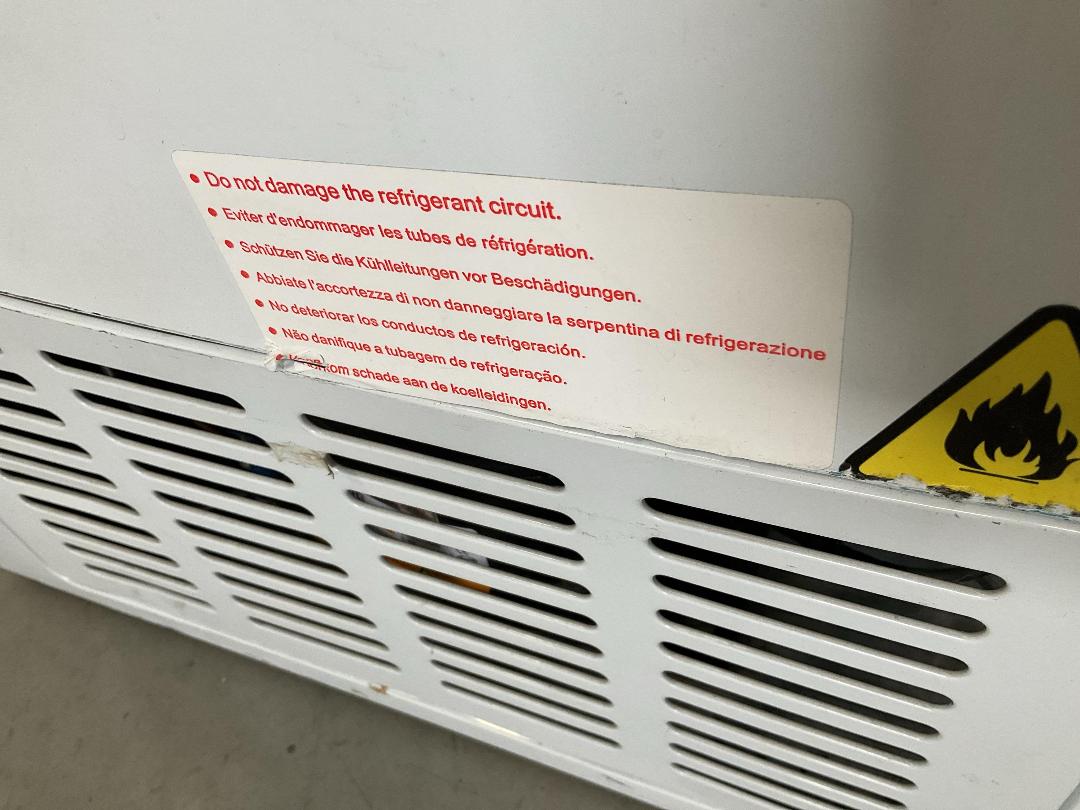 • Do not damage the refrigerant circuit.
• Eviter d'endommager les tubes de réfrigération.
• Schützen Sie die Kühlleitungen vor Beschädigungen.
• Abbiate l'accortezza di non danneggiare la serpentina di refrigerazione
• No deteriorar los conductos de refrigeración.
• Não danifique a tubagem de refrigeração.
• schade aan de koelleidingen.